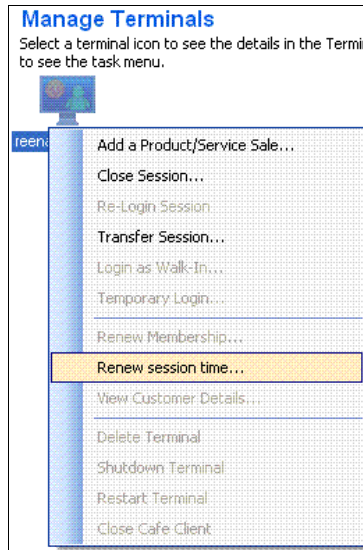 Manage Terminals
Select a terminal icon to see the details in the
to see the task menu.
Add a Product/Service Sale...
Close Session...
Re-Login Session
Transfer Session...
Login as Walk-In...
Temporary Login...
Renew Membership...
Renew session time...
View Customer Details...
Delete Terminal
Shutdown Terminal
Restart Terminal
Close Cafe Client